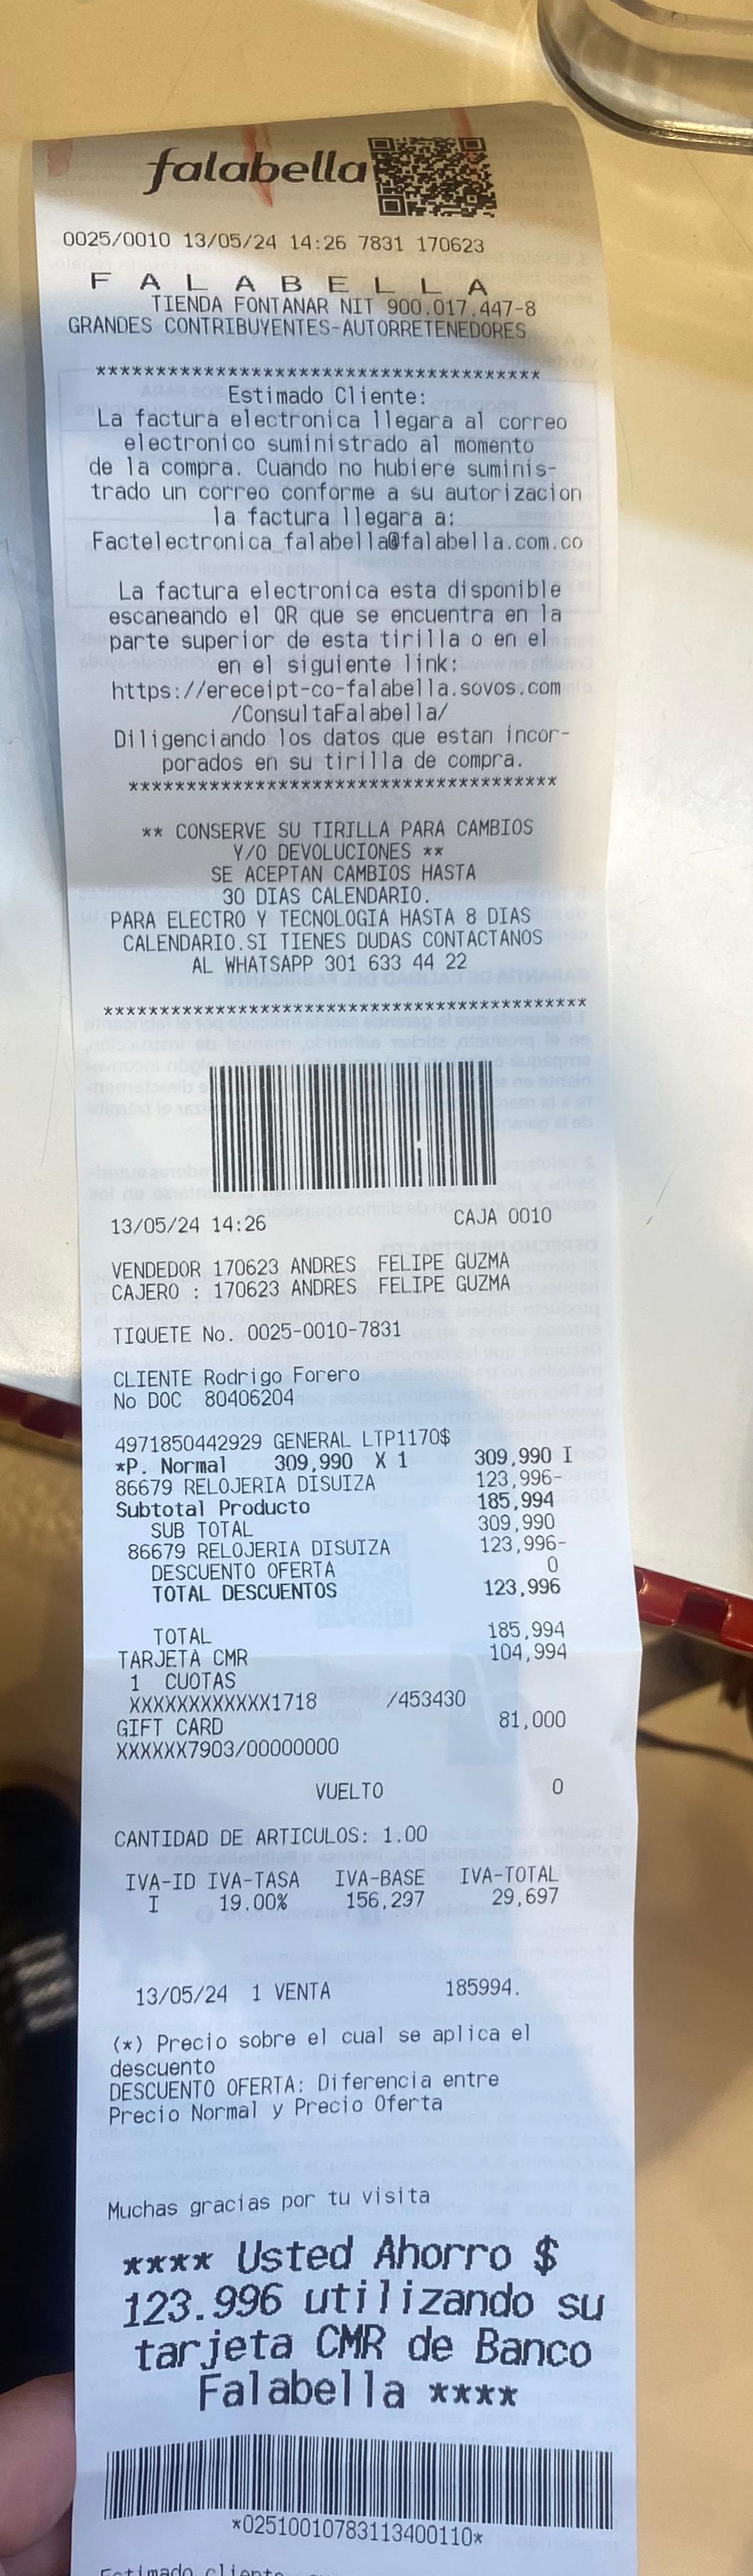 falabella
0025/0010 13/05/24 14:26 7831 170623
F A L A B E L L A
TIENDA FONTANAR NIT 900.017.447-8
GRANDES CONTRIBUYENTES-AUTORRETENEDORES
****************************************
Estimado Cliente:
La factura electronica llegara al correo
electronico suministrado al momento
de la compra. Cuando no hubiere suminis-
trado un correo conforme a su autorizacion
la factura llegara a:
Factelectronica_falabella@falabella.com.co
La factura electronica esta disponible
escaneando el QR que se encuentra en la
parte superior de esta tirilla o en el
en el siguiente link:
https://ereceipt-co-falabella.sovos.com
/ConsultaFalabella/
Diligenciando los datos que estan incor-
porados en su tirilla de compra.
****************************************
** CONSERVE SU TIRILLA PARA CAMBIOS
Y/O DEVOLUCIONES **
SE ACEPTAN CAMBIOS HASTA
30 DIAS CALENDARIO.
PARA ELECTRO Y TECNOLOGIA HASTA 8 DIAS
CALENDARIO.SI TIENES DUDAS CONTACTANOS
AL WHATSAPP 301 633 44 22
********************************************
13/05/24 14:26 CAJA 0010
VENDEDOR 170623 ANDRES FELIPE GUZMA
CAJERO : 170623 ANDRES FELIPE GUZMA
TIQUETE No. 0025-0010-7831
CLIENTE Rodrigo Forero
No DOC 80406204
4971850442929 GENERAL LTP1170$
*P. Normal 309,990 X 1 309,990 I
86679 RELOJERIA DISUIZA 123,996-
Subtotal Producto 185,994
SUB TOTAL 309,990
86679 RELOJERIA DISUIZA 123,996-
DESCUENTO OFERTA 0
TOTAL DESCUENTOS 123,996
TOTAL 185,994
TARJETA CMR 104,994
1 CUOTAS
XXXXXXXXXXXX1718 /453430
GIFT CARD 81,000
XXXXXX7903/00000000
VUELTO 0
CANTIDAD DE ARTICULOS: 1.00
IVA-ID IVA-TASA IVA-BASE IVA-TOTAL
I 19.00% 156,297 29,697
13/05/24 1 VENTA 185994.
(*) Precio sobre el cual se aplica el
descuento
DESCUENTO OFERTA: Diferencia entre
Precio Normal y Precio Oferta
Muchas gracias por tu visita
**** Usted Ahorro $
123.996 utilizando su
tarjeta CMR de Banco
Falabella ****
*02510010783113400110*
Estimado cliente